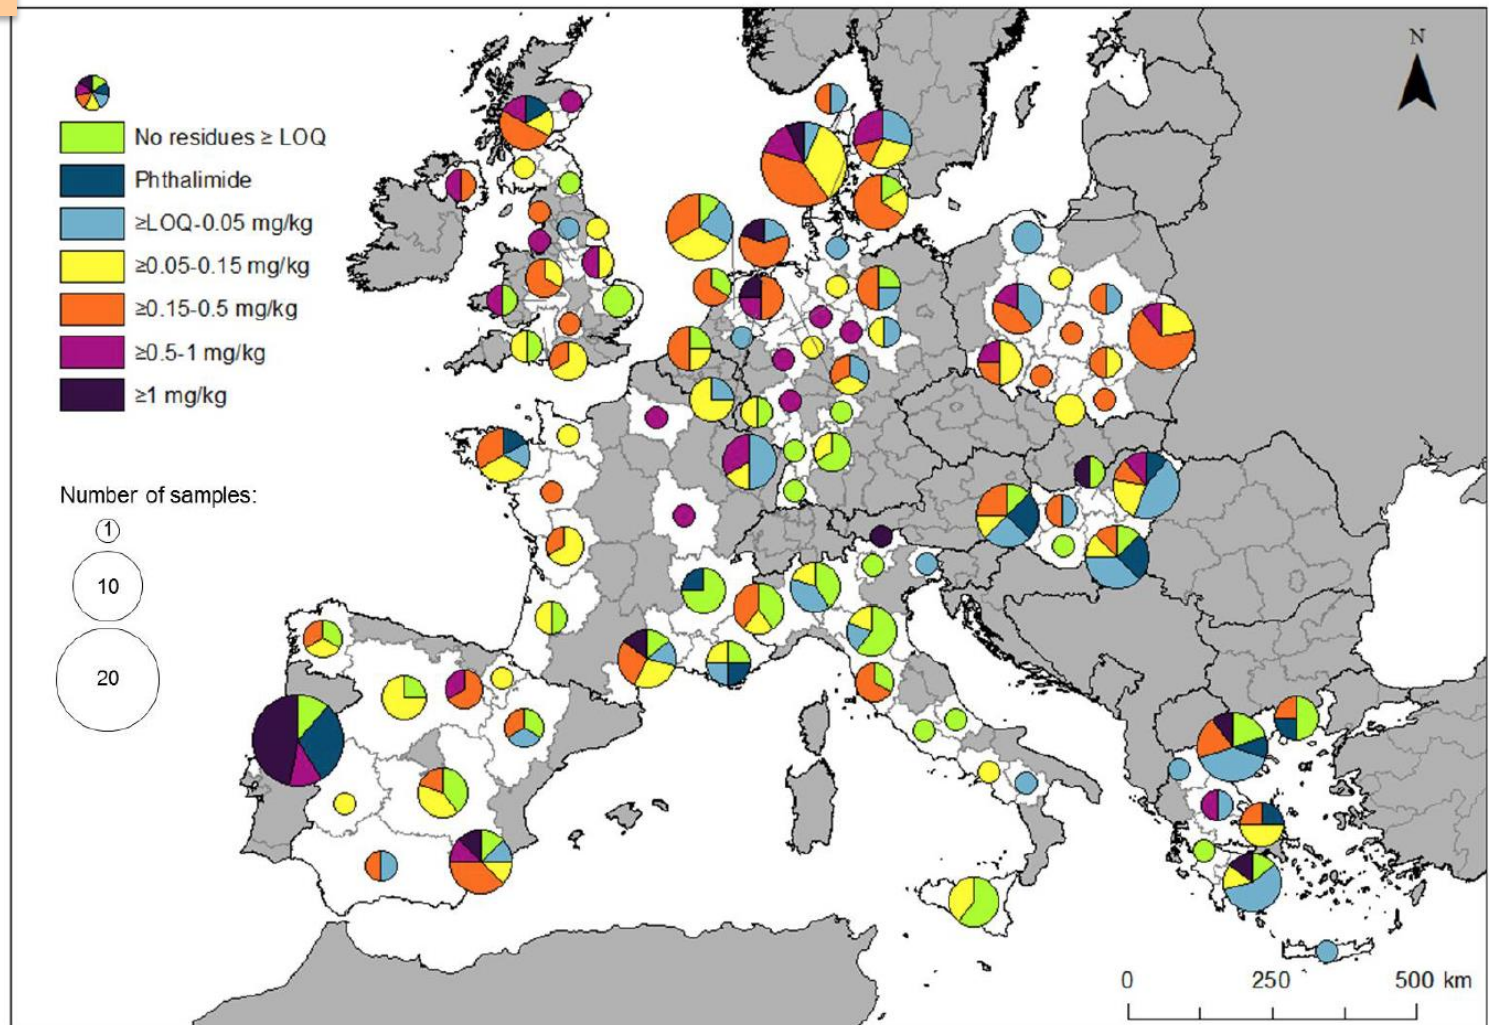 N
No residues ≥ LOQ
Phthalimide
≥LOQ-0.05 mg/kg
≥0.05-0.15 mg/kg
≥0.15-0.5 mg/kg
≥0.5-1 mg/kg
≥1 mg/kg
Number of samples:
1
10
20
0 250 500 km